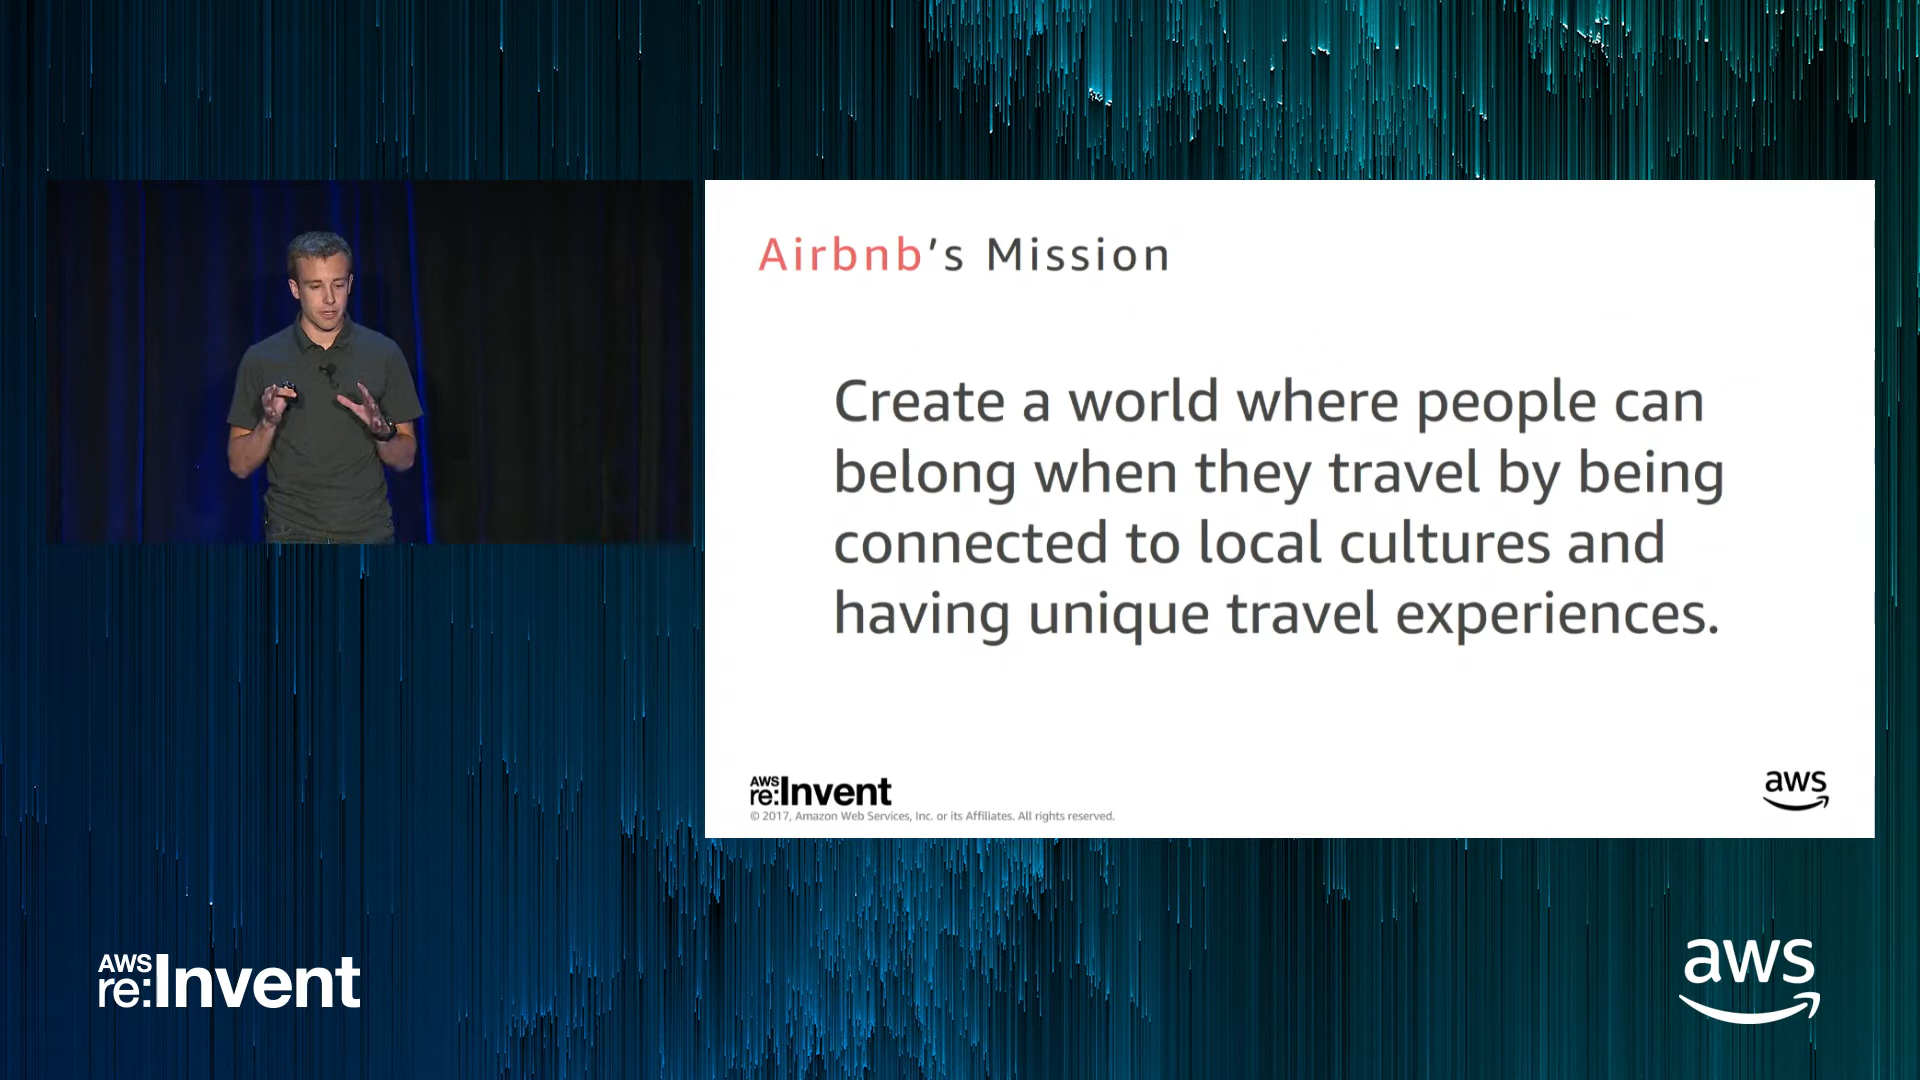 Airbnb's Mission
Create a world where people can
belong when they travel by being
connected to local cultures and
having unique travel experiences.
AWS
re:Invent
© 2017, Amazon Web Services, Inc. or its Affiliates. All rights reserved.
aws
AWS
re:Invent
aws